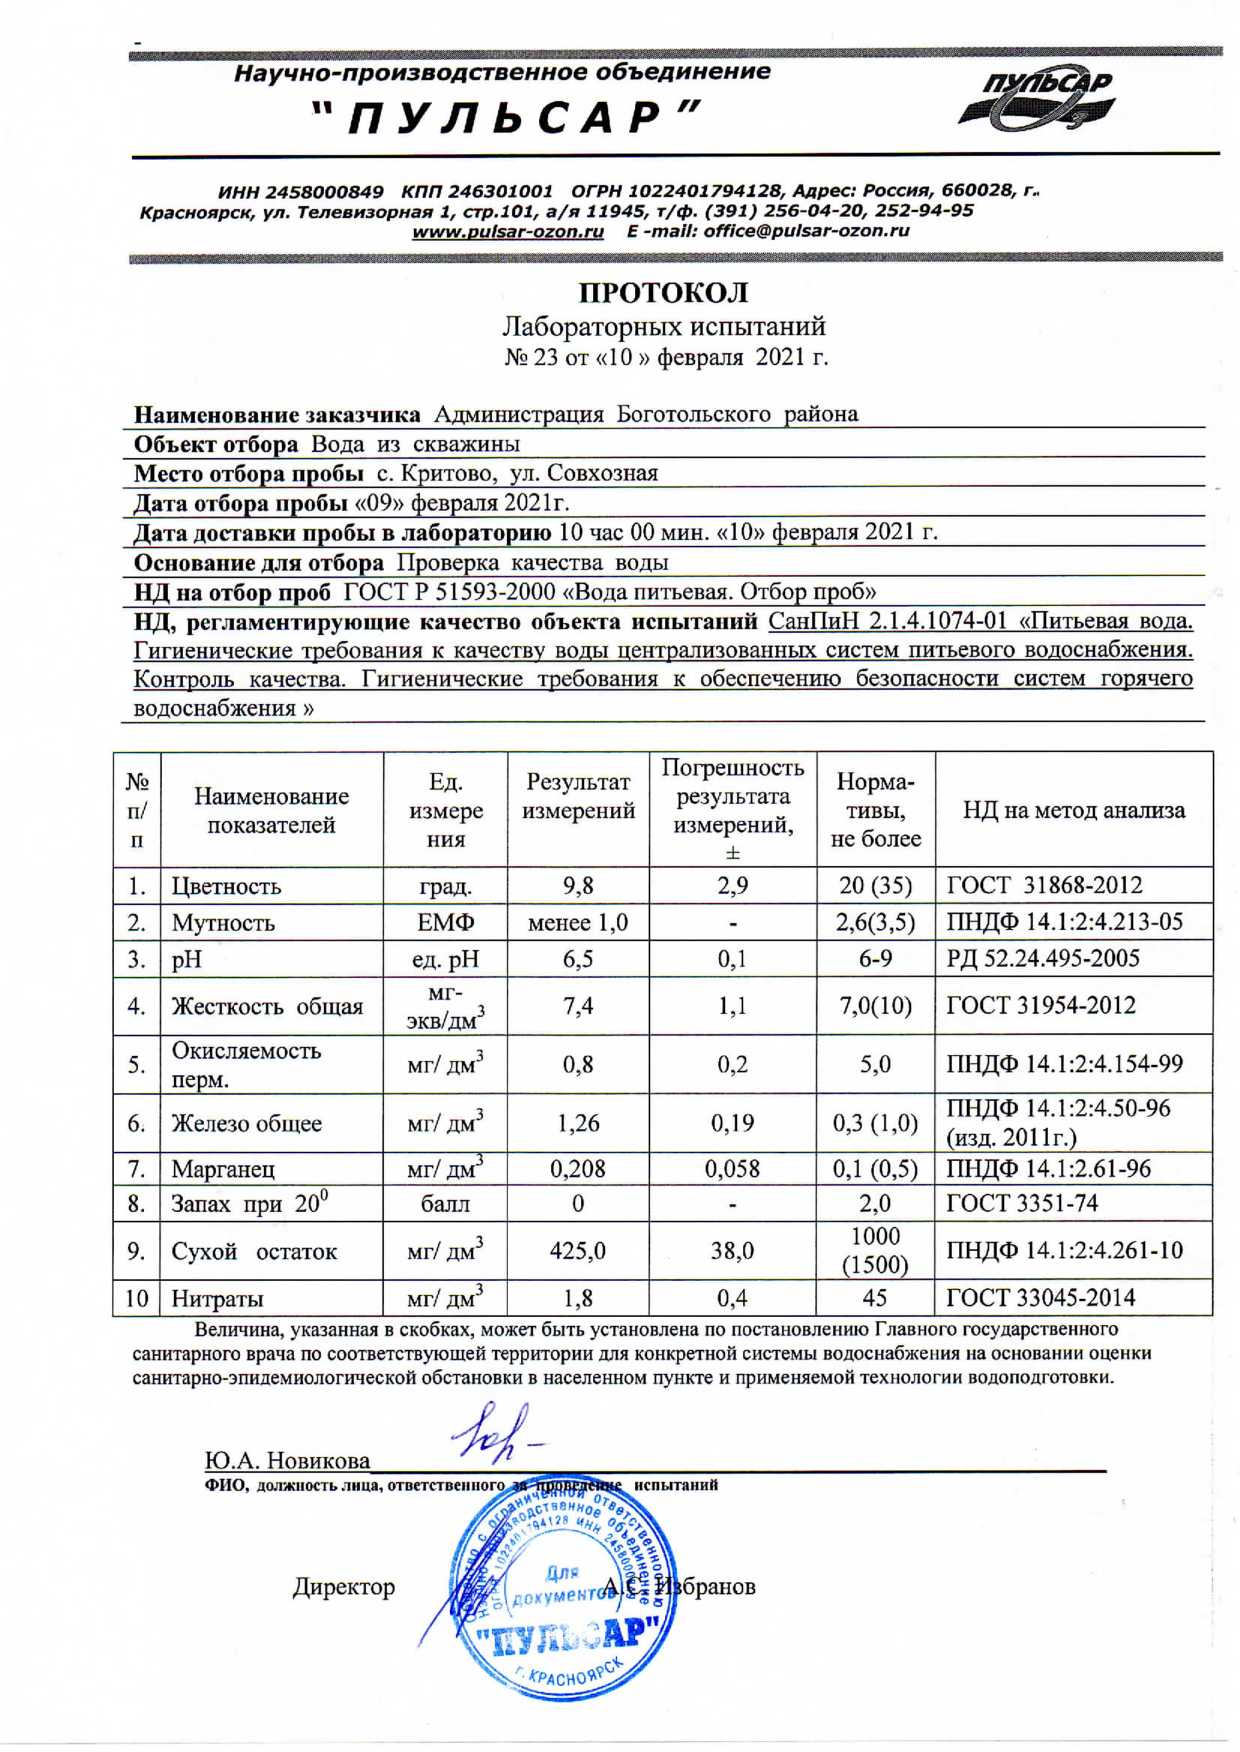 Научно-производственное объединение
"ПУЛЬСАР"
ПУЛЬСАР
O3
ИНН 2458000849 КПП 246301001 ОГРН 1022401794128, Адрес: Россия, 660028, г.
Красноярск, ул. Телевизорная 1, стр.101, а/я 11945, т/ф. (391) 256-04-20, 252-94-95
www.pulsar-ozon.ru E -mail: office@pulsar-ozon.ru
ПРОТОКОЛ
Лабораторных испытаний
№ 23 от «10 » февраля 2021 г.
Наименование заказчика Администрация Боготольского района
Объект отбора Вода из скважины
Место отбора пробы с. Критово, ул. Совхозная
Дата отбора пробы «09» февраля 2021г.
Дата доставки пробы в лабораторию 10 час 00 мин. «10» февраля 2021 г.
Основание для отбора Проверка качества воды
НД на отбор проб ГОСТ Р 51593-2000 «Вода питьевая. Отбор проб»
НД, регламентирующие качество объекта испытаний СанПиН 2.1.4.1074-01 «Питьевая вода.
Гигиенические требования к качеству воды централизованных систем питьевого водоснабжения.
Контроль качества. Гигиенические требования к обеспечению безопасности систем горячего
водоснабжения »
№ п/п Наименование показателей Ед. измерения Результат измерений Погрешность результата измерений, ± Норма-тивы, не более НД на метод анализа
1. Цветность град. 9,8 2,9 20 (35) ГОСТ 31868-2012
2. Мутность ЕМФ менее 1,0 - 2,6(3,5) ПНДФ 14.1:2:4.213-05
3. рН ед. рН 6,5 0,1 6-9 РД 52.24.495-2005
4. Жесткость общая мг-экв/дм3 7,4 1,1 7,0(10) ГОСТ 31954-2012
5. Окисляемость перм. мг/ дм3 0,8 0,2 5,0 ПНДФ 14.1:2:4.154-99
6. Железо общее мг/ дм3 1,26 0,19 0,3 (1,0) ПНДФ 14.1:2:4.50-96 (изд. 2011г.)
7. Марганец мг/ дм3 0,208 0,058 0,1 (0,5) ПНДФ 14.1:2.61-96
8. Запах при 20⁰ балл 0 - 2,0 ГОСТ 3351-74
9. Сухой остаток мг/ дм3 425,0 38,0 1000 (1500) ПНДФ 14.1:2:4.261-10
10 Нитраты мг/ дм3 1,8 0,4 45 ГОСТ 33045-2014
Величина, указанная в скобках, может быть установлена по постановлению Главного государственного
санитарного врача по соответствующей территории для конкретной системы водоснабжения на основании оценки
санитарно-эпидемиологической обстановки в населенном пункте и применяемой технологии водоподготовки.
Ю.А. Новикова
ФИО, должность лица, ответственного за проведение испытаний
Директор А.С. Избранов
Общество с ограниченной ответственностью
Научно-производственное объединение
ОГРН 1022401794128 ИНН 2458000849
Для
документов
"ПУЛЬСАР"
г. КРАСНОЯРСК